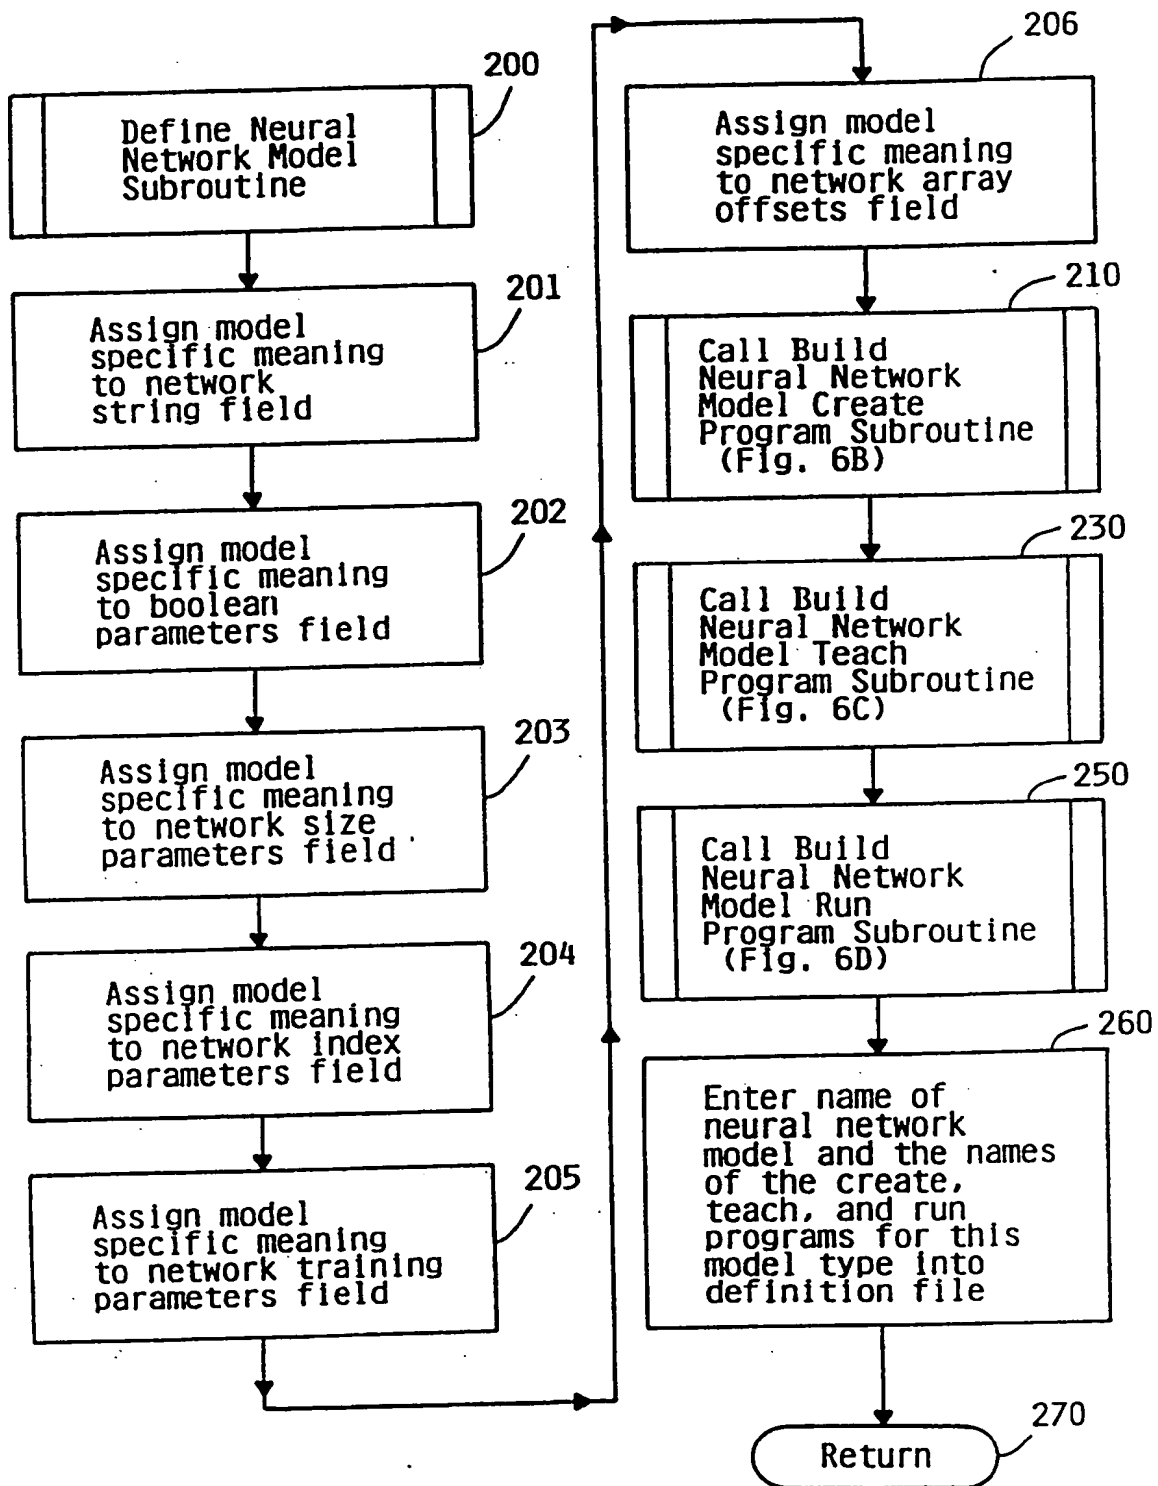 200
Define Neural
Network Model
Subroutine
201
Assign model
specific meaning
to network
string field
202
Assign model
specific meaning
to boolean
parameters field
203
Assign model
specific meaning
to network size
parameters field
204
Assign model
specific meaning
to network index
parameters field
205
Assign model
specific meaning
to network training
parameters field
206
Assign model
specific meaning
to network array
offsets field
210
Call Build
Neural Network
Model Create
Program Subroutine
(Fig. 6B)
230
Call Build
Neural Network
Model Teach
Program Subroutine
(Fig. 6C)
250
Call Build
Neural Network
Model Run
Program Subroutine
(Fig. 6D)
260
Enter name of
neural network
model and the names
of the create,
teach, and run
programs for this
model type into
definition file
270
Return